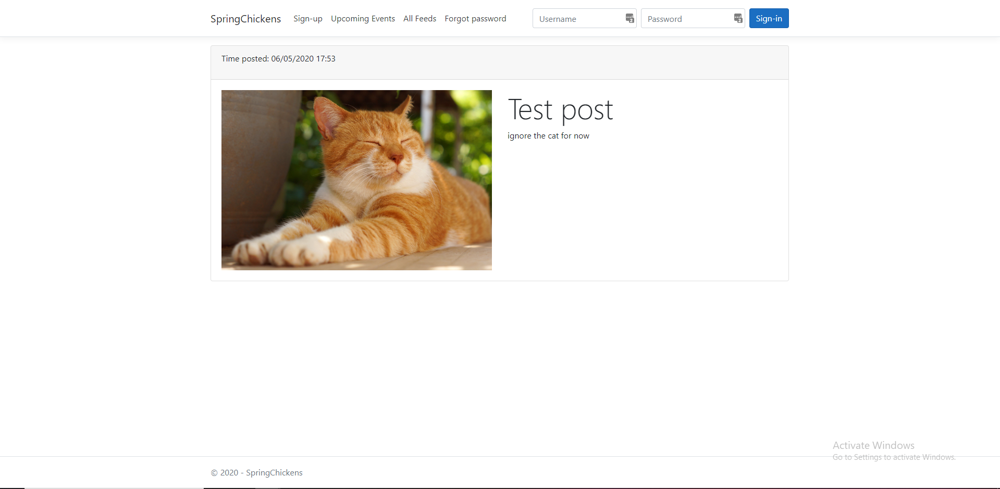 SpringChickens Sign-up Upcoming Events All Feeds Forgot password Username Password Sign-in
Time posted: 06/05/2020 17:53
Test post
ignore the cat for now
Activate Windows
Go to Settings to activate Windows.
© 2020 - SpringChickens